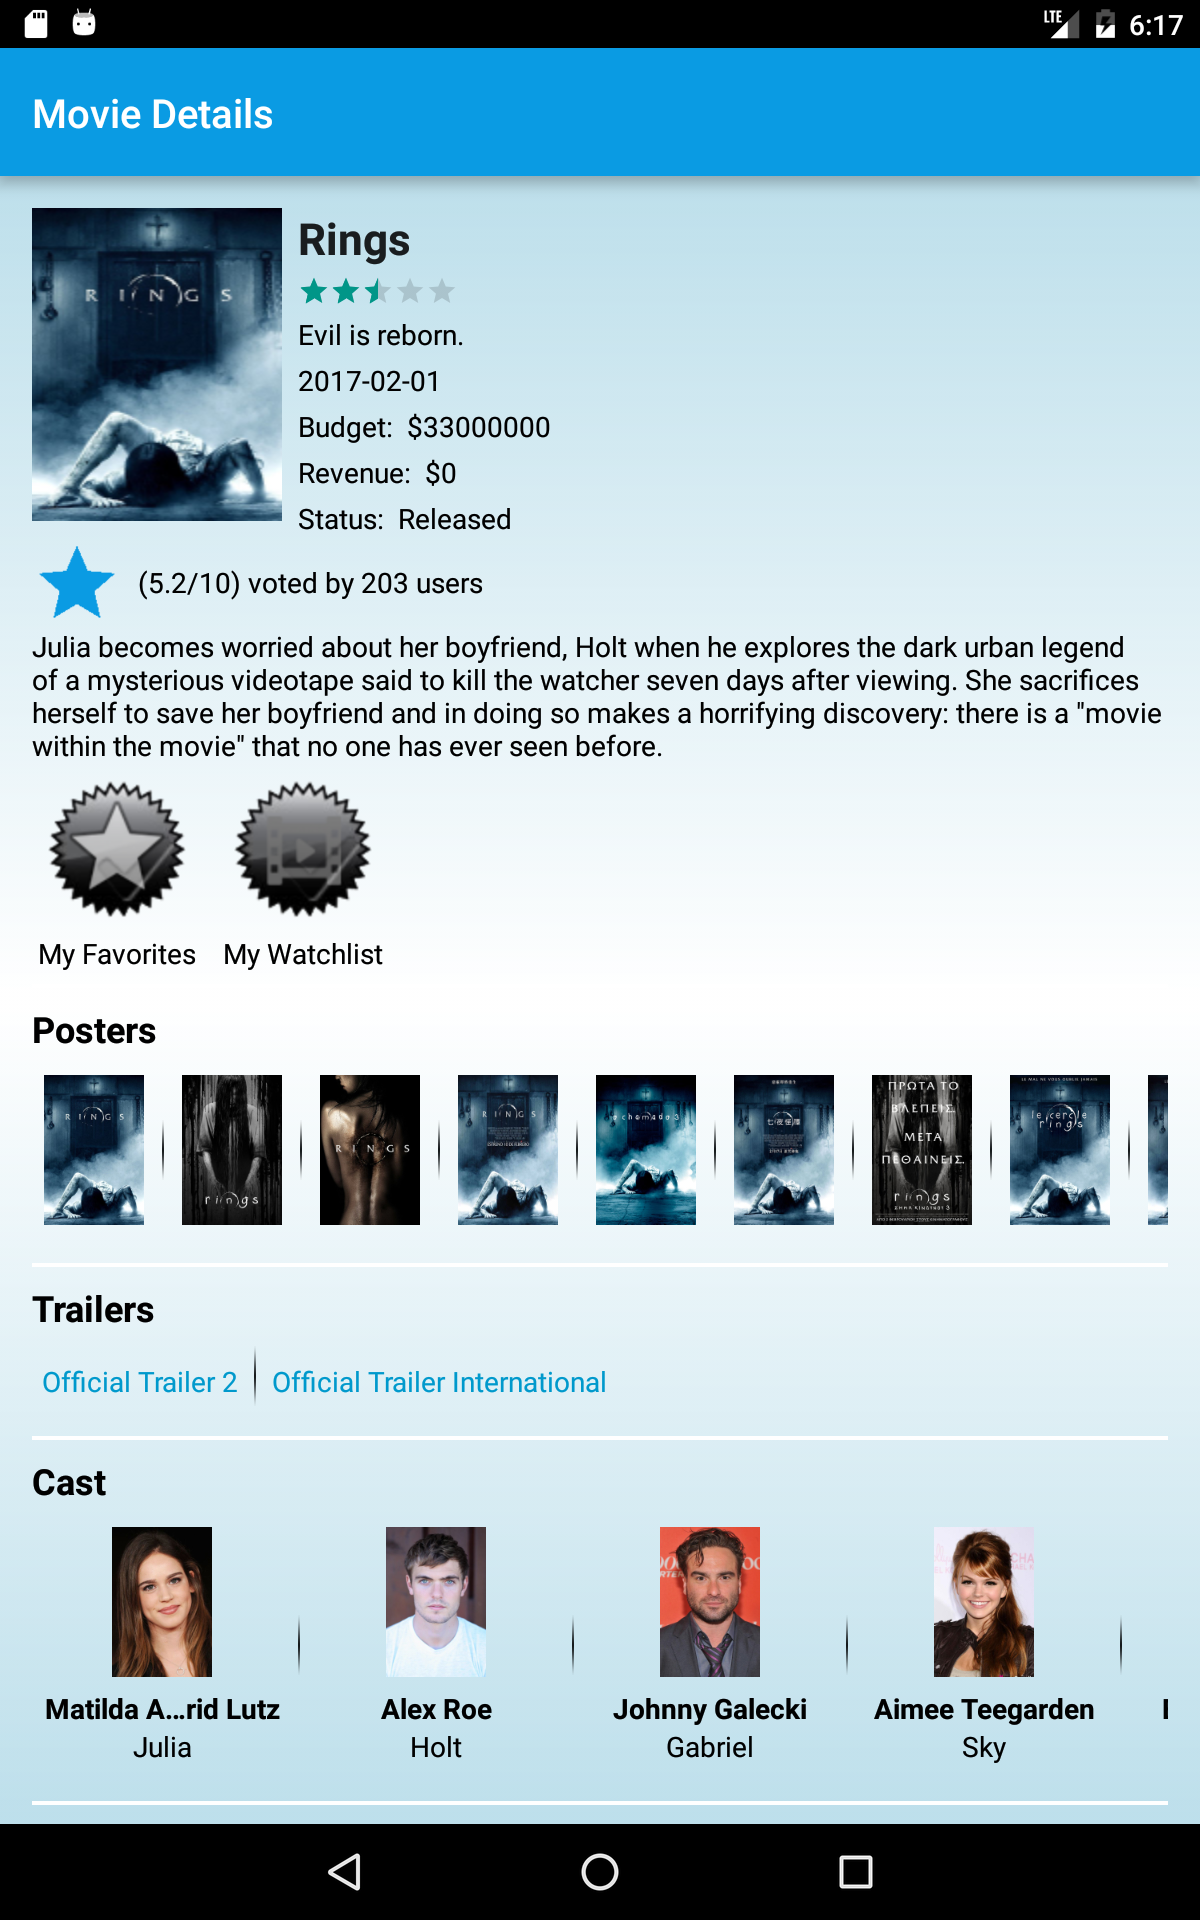 6:17
LTE
Movie Details
RINGS
Rings
Evil is reborn.
2017-02-01
Budget: $33000000
Revenue: $0
Status: Released
(5.2/10) voted by 203 users
Julia becomes worried about her boyfriend, Holt when he explores the dark urban legend
of a mysterious videotape said to kill the watcher seven days after viewing. She sacrifices
herself to save her boyfriend and in doing so makes a horrifying discovery: there is a "movie
within the movie" that no one has ever seen before.
My Favorites My Watchlist
Posters
RINGS
rings
RINGS
RINGS
ΠΡΩΤΑ ΤΟ
ΒΛΕΠΕΙΣ
ΜΕΤΑ
ΠΕΘΑΙΝΕΙΣ
rings
le cercle
rings
Trailers
Official Trailer 2 Official Trailer International
Cast
Matilda A...rid Lutz Alex Roe Johnny Galecki Aimee Teegarden
Julia Holt Gabriel Sky